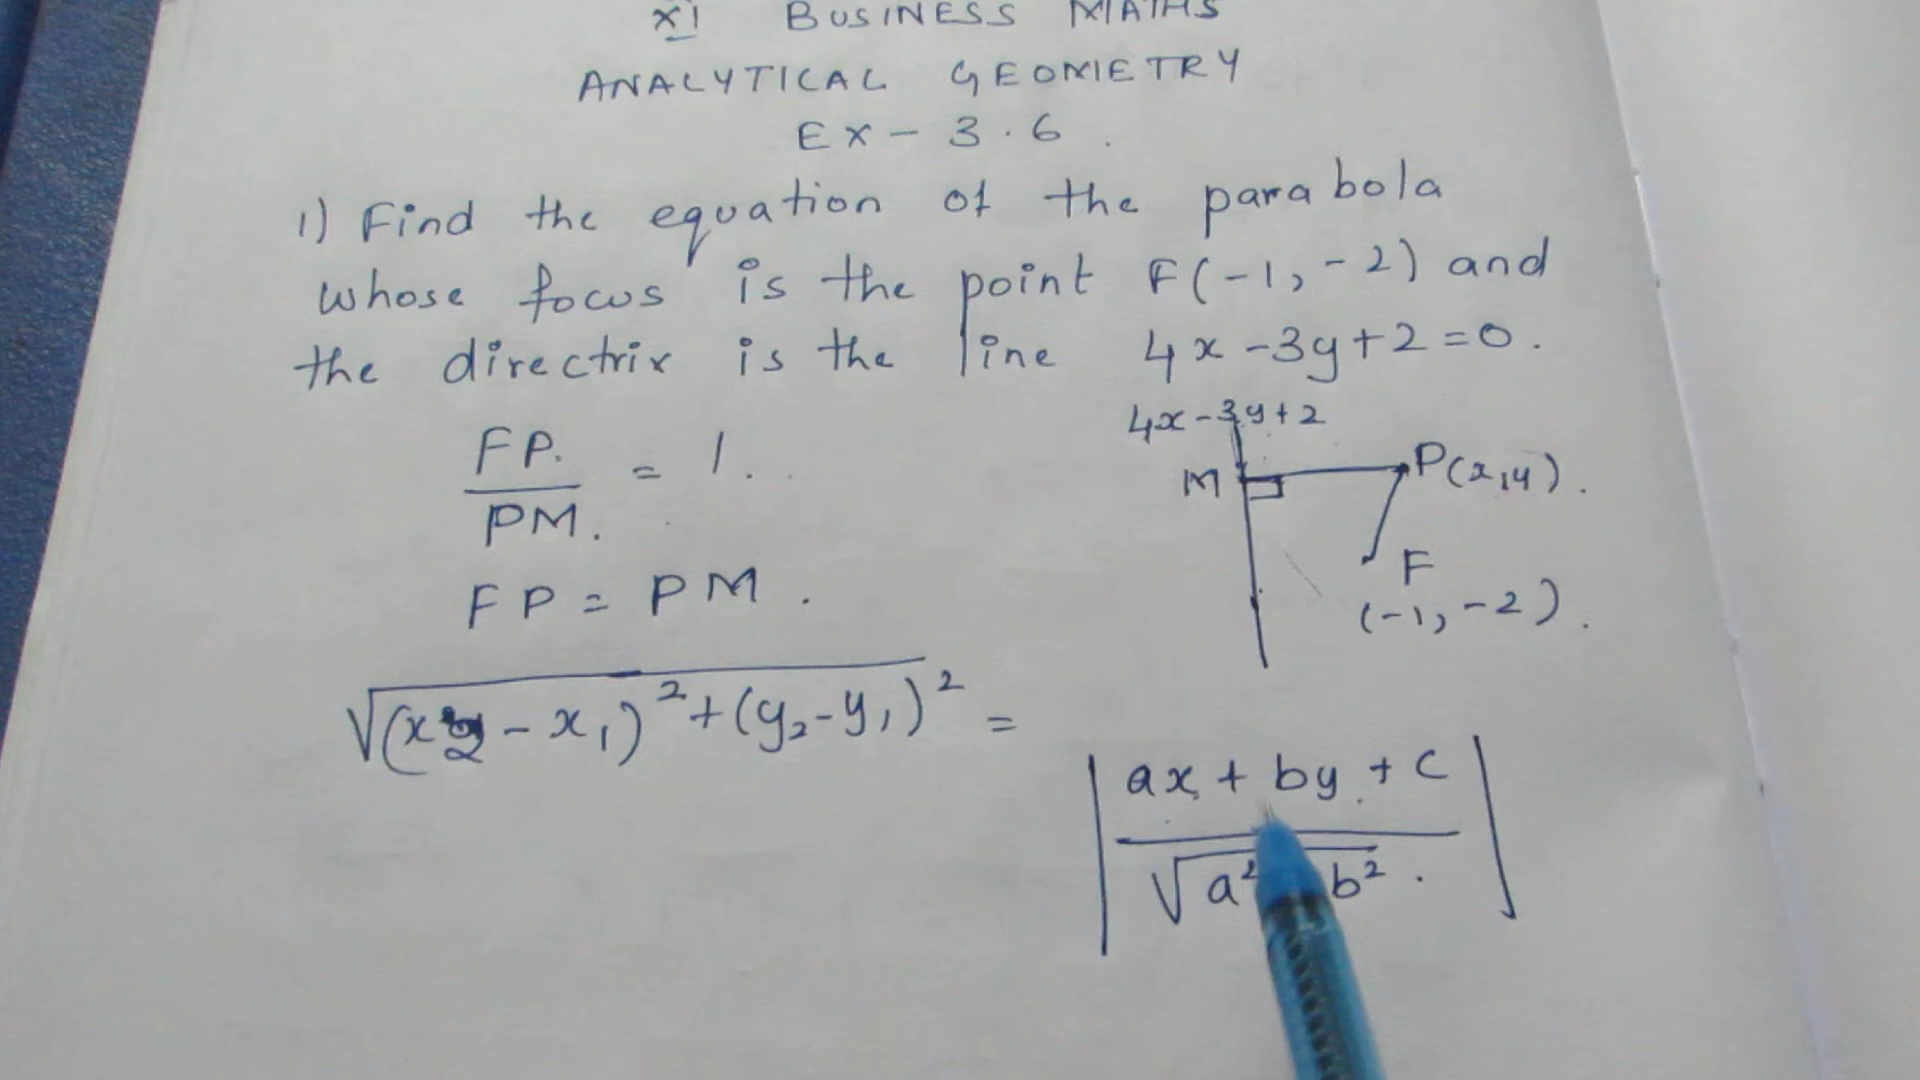 XI BUSINESS MATHS
ANALYTICAL GEOMETRY
EX - 3.6.
1) Find the equation of the parabola
whose focus is the point F(-1, -2) and
the directrix is the line 4x-3y+2=0.
4x-3y+2
FP. / PM. = 1.
M P(x,y).
F
(-1, -2).
FP = PM.
√(x₂ - x₁)² + (y₂ - y₁)² =
| ax + by + c / √a² b². |